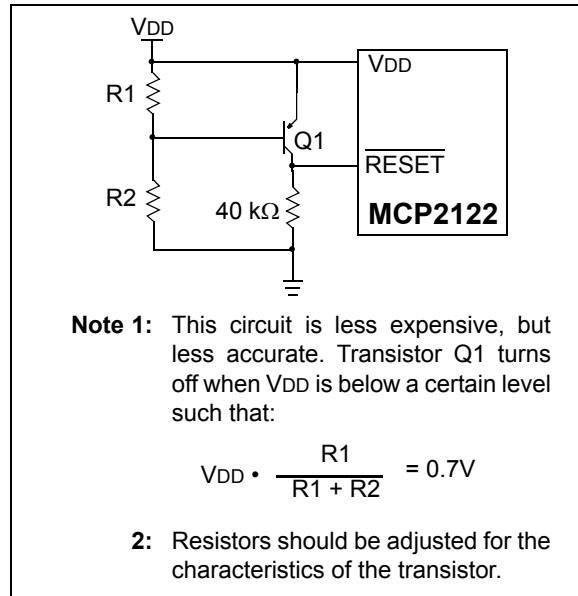 VDD
VDD
R1
Q1
RESET
R2
40 kΩ
MCP2122
Note 1: This circuit is less expensive, but
less accurate. Transistor Q1 turns
off when VDD is below a certain level
such that:
VDD • R1 / R1 + R2 = 0.7V
2: Resistors should be adjusted for the
characteristics of the transistor.